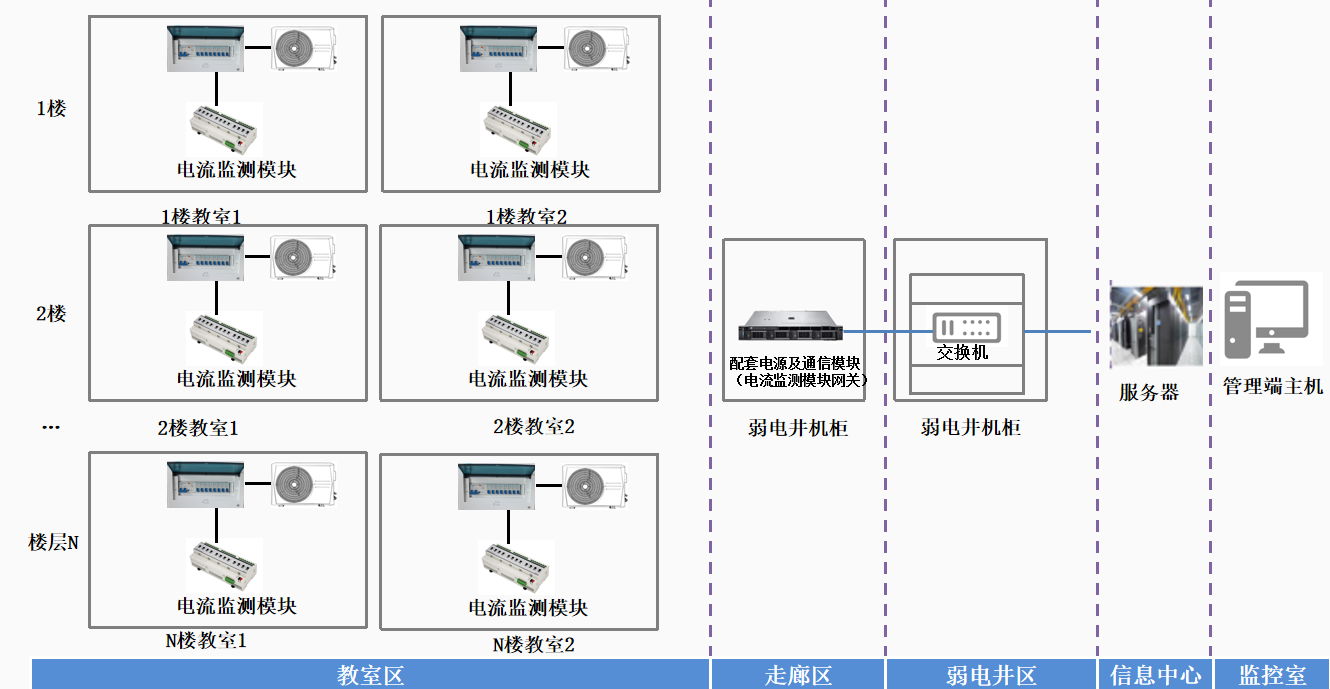 1楼
电流监测模块
电流监测模块
1楼教室1
1楼教室2
2楼
电流监测模块
电流监测模块
2楼教室1
2楼教室2
...
楼层N
电流监测模块
电流监测模块
N楼教室1
N楼教室2
配套电源及通信模块
（电流监测模块网关）
弱电井机柜
交换机
弱电井机柜
服务器
管理端主机
教室区
走廊区
弱电井区
信息中心
监控室